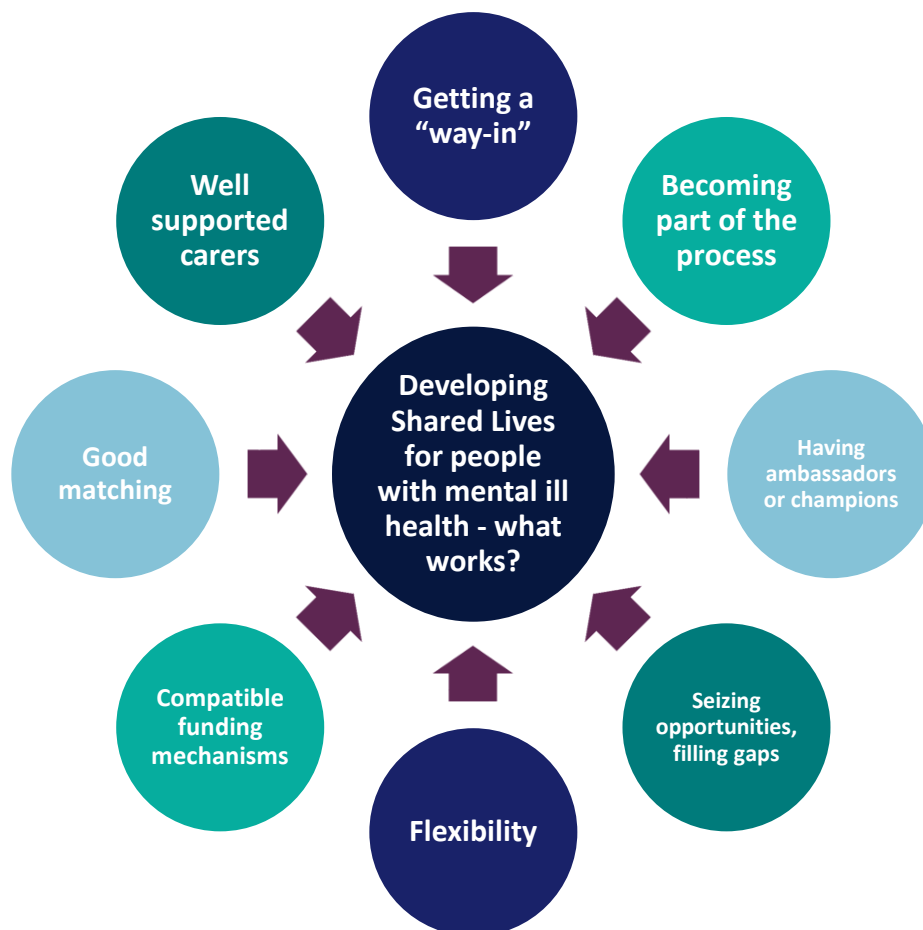 Getting a
“way-in”
Becoming
part of the
process
Having
ambassadors
or champions
Seizing
opportunities,
filling gaps
Flexibility
Compatible
funding
mechanisms
Good
matching
Well
supported
carers
Developing
Shared Lives
for people
with mental ill
health - what
works?